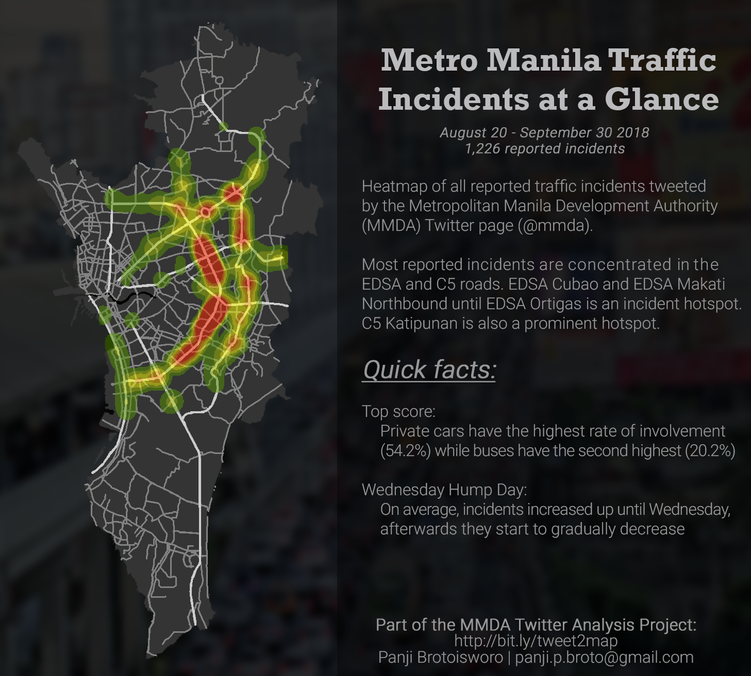 Metro Manila Traffic
Incidents at a Glance
August 20 - September 30 2018
1,226 reported incidents
Heatmap of all reported traffic incidents tweeted
by the Metropolitan Manila Development Authority
(MMDA) Twitter page (@mmda).
Most reported incidents are concentrated in the
EDSA and C5 roads. EDSA Cubao and EDSA Makati
Northbound until EDSA Ortigas is an incident hotspot.
C5 Katipunan is also a prominent hotspot.
Quick facts:
Top score:
Private cars have the highest rate of involvement
(54.2%) while buses have the second highest (20.2%)
Wednesday Hump Day:
On average, incidents increased up until Wednesday,
afterwards they start to gradually decrease
Part of the MMDA Twitter Analysis Project:
http://bit.ly/tweet2map
Panji Brotoisworo | panji.p.broto@gmail.com